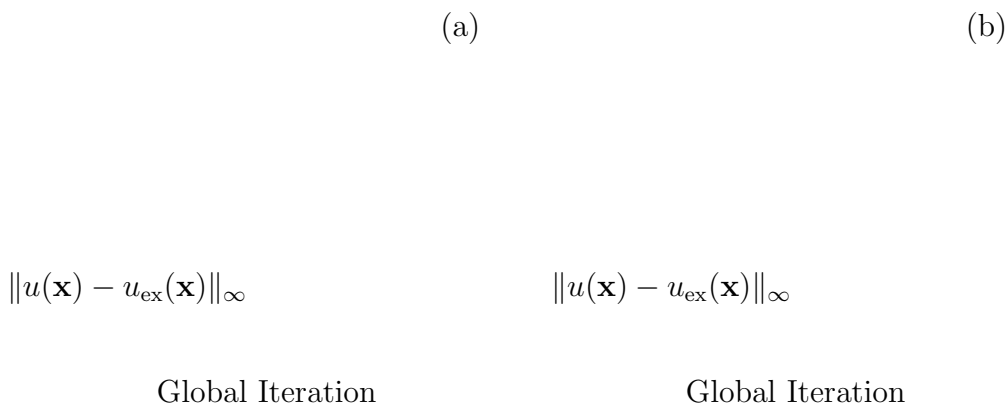 (a) (b)
‖u(𝐱) − u_ex(𝐱)‖_∞ ‖u(𝐱) − u_ex(𝐱)‖_∞
Global Iteration Global Iteration